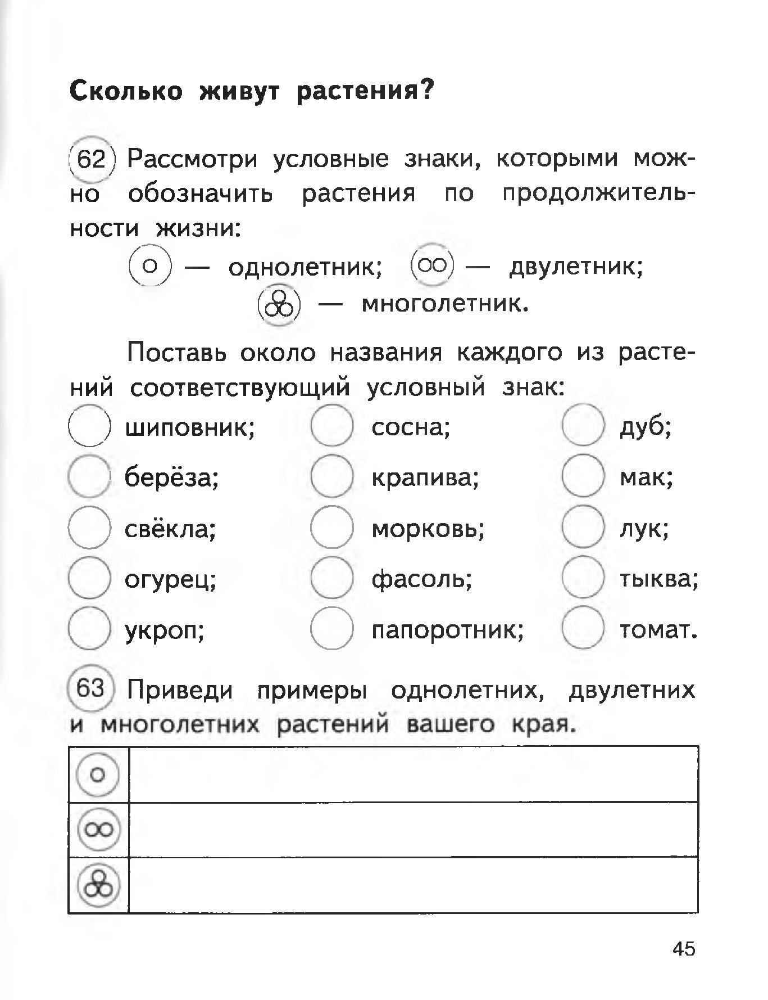 Сколько живут растения?
62 Рассмотри условные знаки, которыми мож-
но обозначить растения по продолжитель-
ности жизни:
— однолетник; — двулетник;
— многолетник.
Поставь около названия каждого из расте-
ний соответствующий условный знак:
шиповник; сосна; дуб;
берёза; крапива; мак;
свёкла; морковь; лук;
огурец; фасоль; тыква;
укроп; папоротник; томат.
63 Приведи примеры однолетних, двулетних
и многолетних растений вашего края.
45